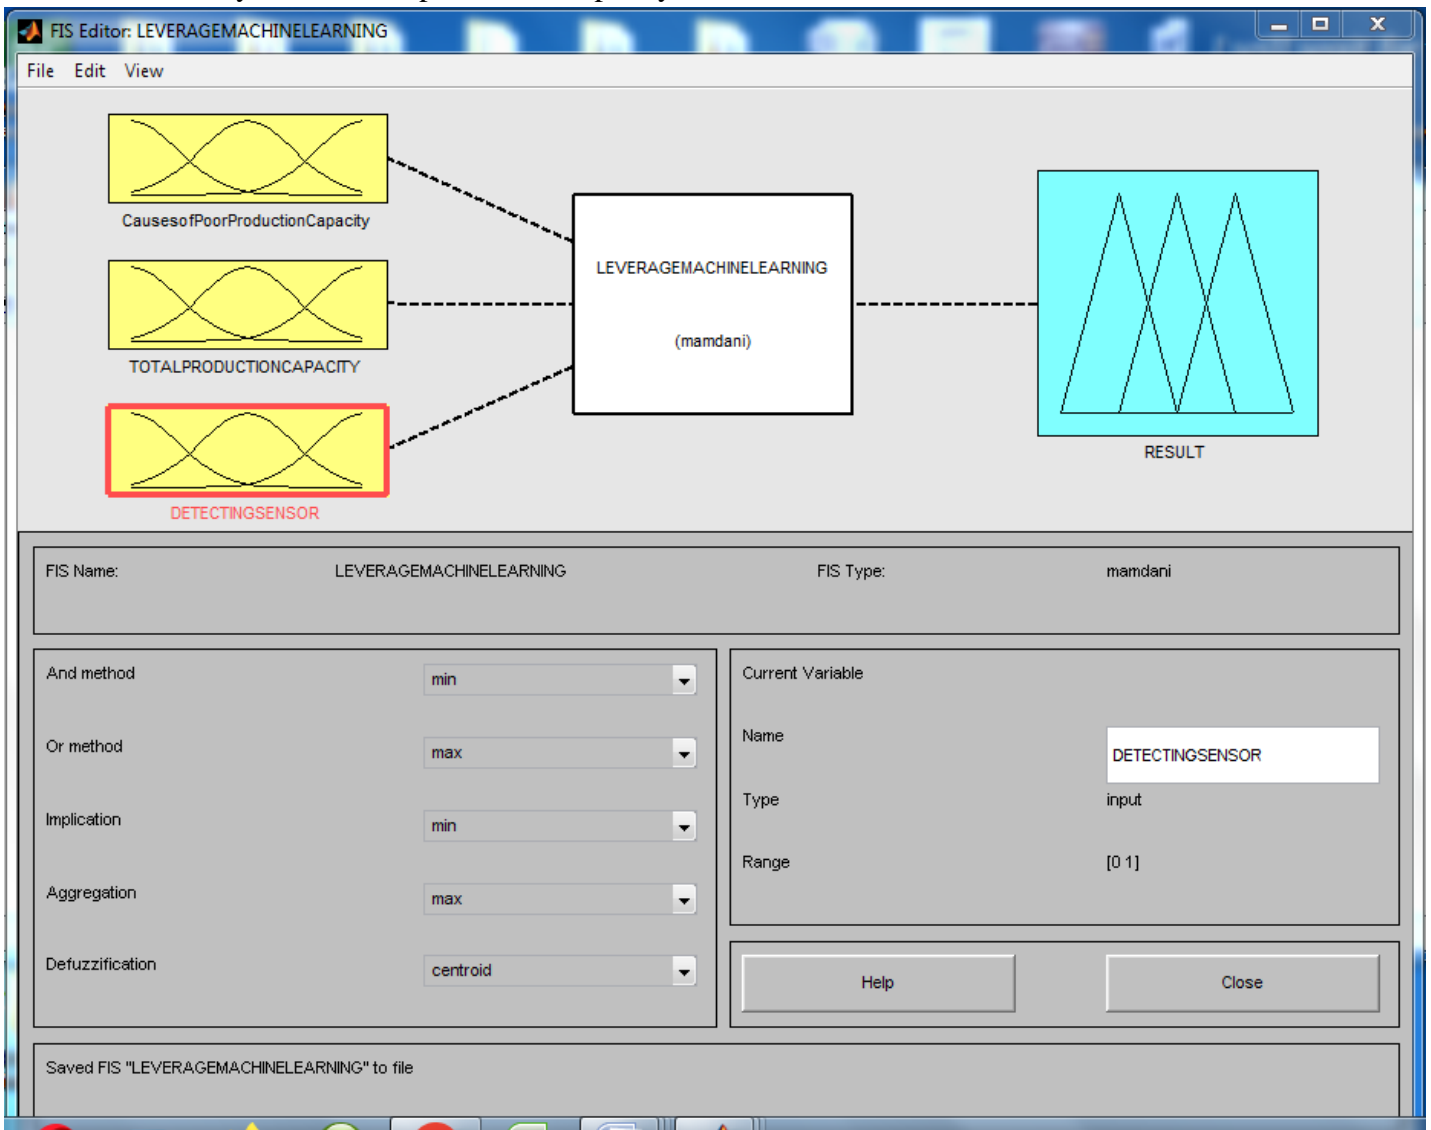 FIS Editor: LEVERAGEMACHINELEARNING
File Edit View
CausesofPoorProductionCapacity
TOTALPRODUCTIONCAPACITY
DETECTINGSENSOR
LEVERAGEMACHINELEARNING
(mamdani)
RESULT
FIS Name: LEVERAGEMACHINELEARNING FIS Type: mamdani
And method min
Or method max
Implication min
Aggregation max
Defuzzification centroid
Current Variable
Name DETECTINGSENSOR
Type input
Range [0 1]
Help Close
Saved FIS "LEVERAGEMACHINELEARNING" to file